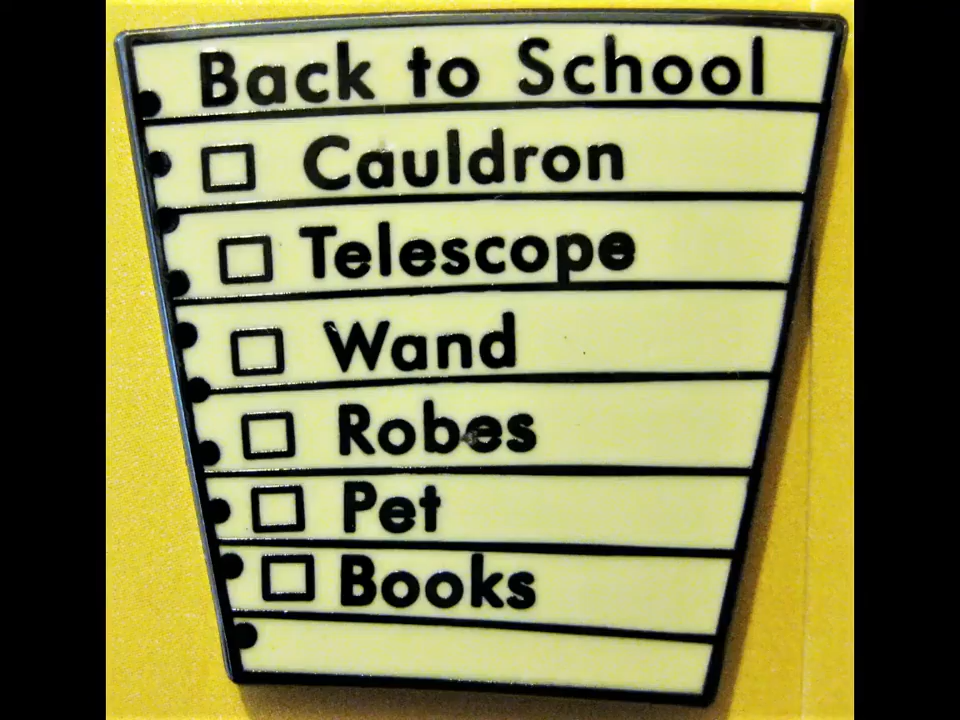 Back to School
Cauldron
Telescope
Wand
Robes
Pet
Books